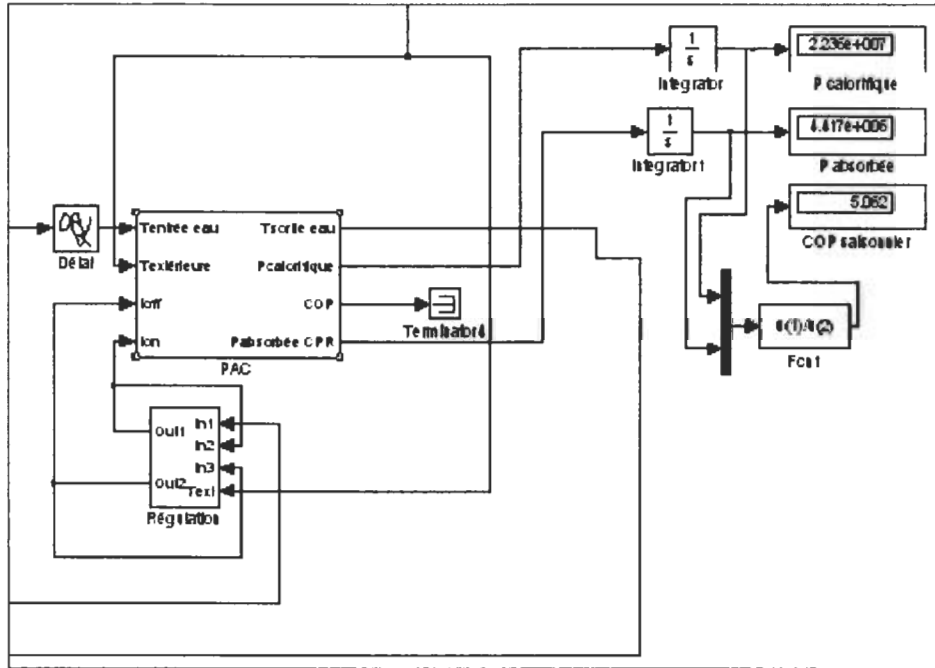 1
s
Integrator
2.236e+007
P calorifique
1
s
Integrator1
4.417e+006
P absorbée
5.062
COP saisonnier
Délai
Tentrée eau
Tsortie eau
Texiérieure
Pcalorifique
Ioff
COP
Terminator4
Ion
Pabsorbée CPR
PAC
u(1)/u(2)
Fcn1
Out1
In1
In2
In3
Out2
Text
Régulation